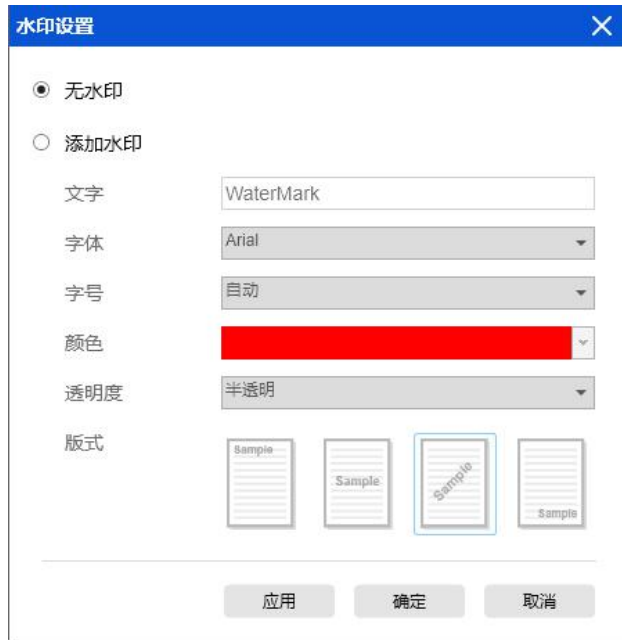 水印设置
无水印
添加水印
文字 WaterMark
字体 Arial
字号 自动
颜色
透明度 半透明
版式 Sample Sample Sample Sample
应用 确定 取消